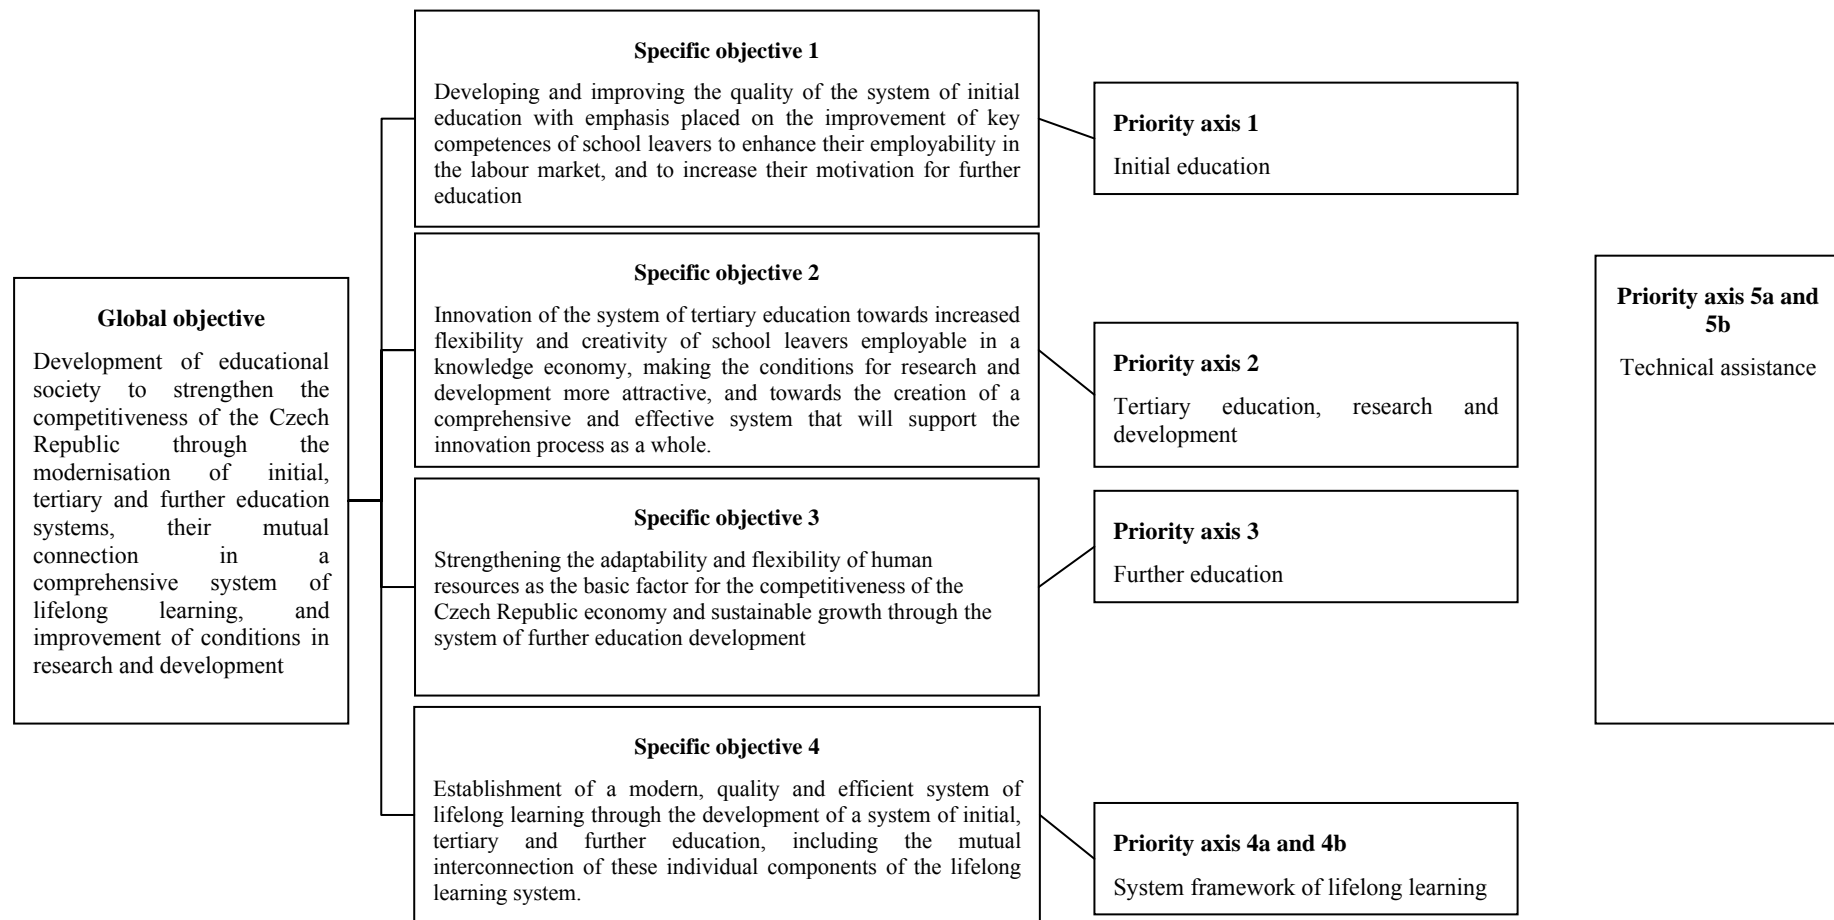 Global objective
Development of educational
society to strengthen the
competitiveness of the Czech
Republic through the
modernisation of initial,
tertiary and further education
systems, their mutual
connection in a
comprehensive system of
lifelong learning, and
improvement of conditions in
research and development
Specific objective 1
Developing and improving the quality of the system of initial
education with emphasis placed on the improvement of key
competences of school leavers to enhance their employability in
the labour market, and to increase their motivation for further
education
Specific objective 2
Innovation of the system of tertiary education towards increased
flexibility and creativity of school leavers employable in a
knowledge economy, making the conditions for research and
development more attractive, and towards the creation of a
comprehensive and effective system that will support the
innovation process as a whole.
Specific objective 3
Strengthening the adaptability and flexibility of human
resources as the basic factor for the competitiveness of the
Czech Republic economy and sustainable growth through the
system of further education development
Specific objective 4
Establishment of a modern, quality and efficient system of
lifelong learning through the development of a system of initial,
tertiary and further education, including the mutual
interconnection of these individual components of the lifelong
learning system.
Priority axis 1
Initial education
Priority axis 2
Tertiary education, research and
development
Priority axis 3
Further education
Priority axis 4a and 4b
System framework of lifelong learning
Priority axis 5a and
5b
Technical assistance